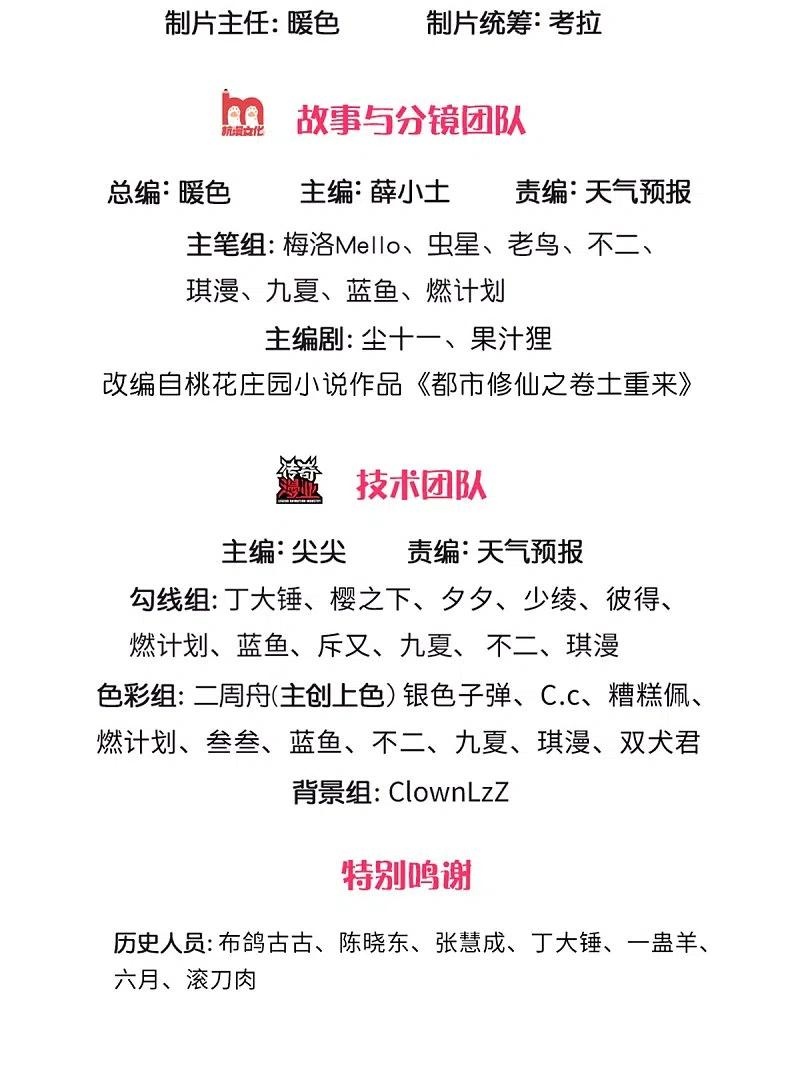 制片主任: 暖色 制片统筹: 考拉
杭漫文化
故事与分镜团队
总编: 暖色 主编: 薛小土 责编: 天气预报
主笔组: 梅洛Mello、虫星、老鸟、不二、
琪漫、九夏、蓝鱼、燃计划
主编剧: 尘十一、果汁狸
改编自桃花庄园小说作品《都市修仙之卷土重来》
传奇
漫业
技术团队
主编: 尖尖 责编: 天气预报
勾线组: 丁大锤、樱之下、夕夕、少绫、彼得、
燃计划、蓝鱼、斥又、九夏、 不二、琪漫
色彩组: 二周舟(主创上色) 银色子弹、C.c、糟糕佩、
燃计划、叁叁、蓝鱼、不二、九夏、琪漫、双犬君
背景组: ClownLzZ
特别鸣谢
历史人员: 布鸽古古、陈晓东、张慧成、丁大锤、一蛊羊、
六月、滚刀肉